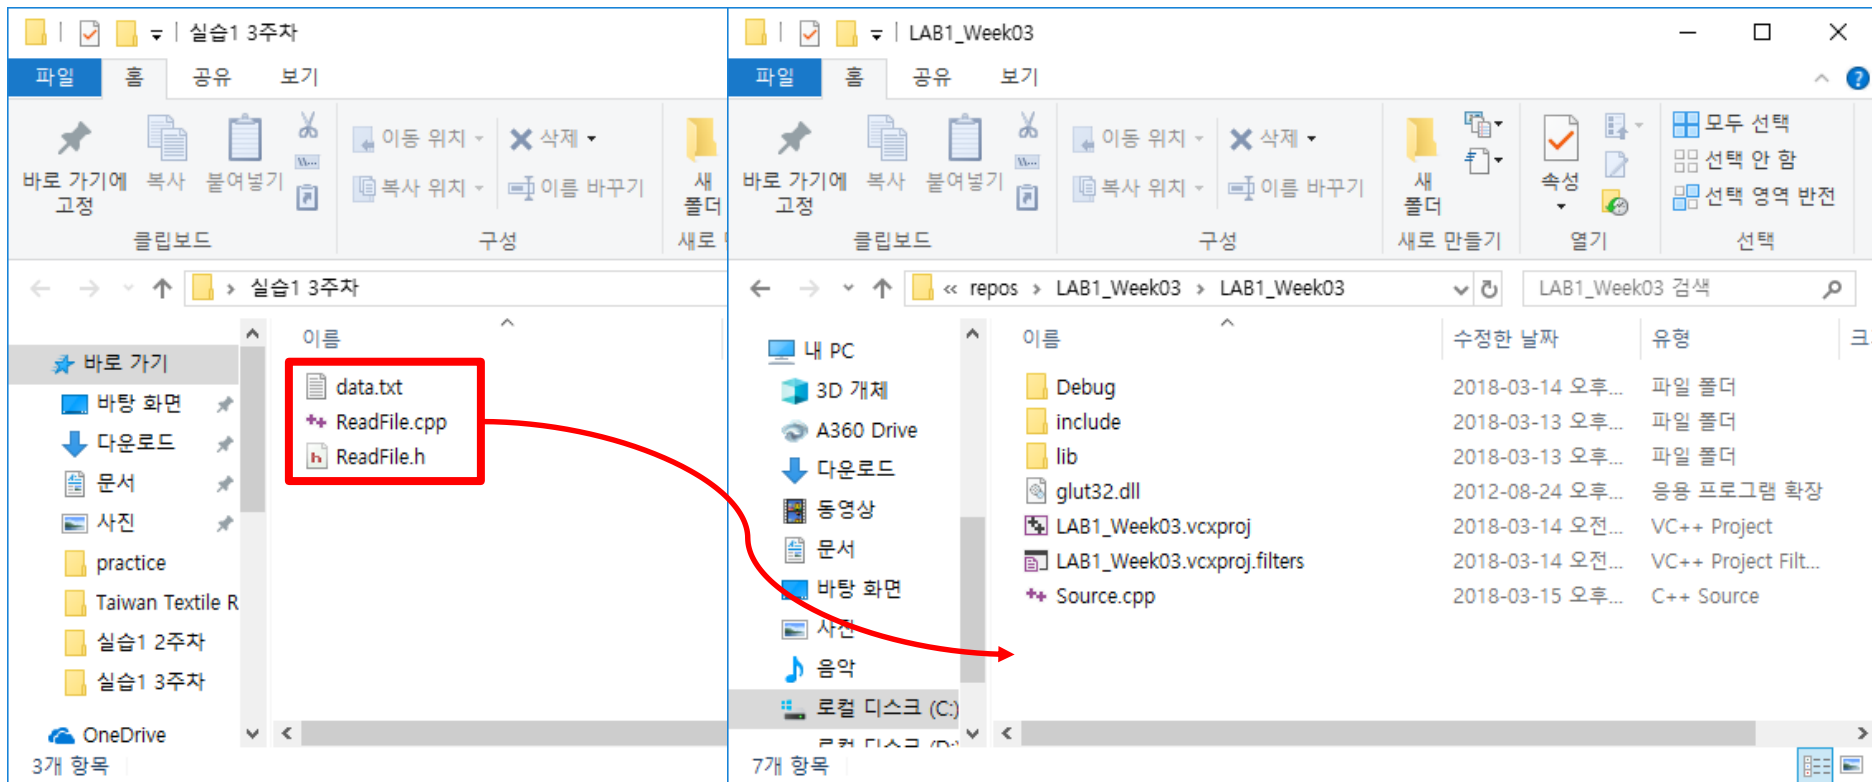 실습1 3주차
파일 홈 공유 보기
바로 가기에 고정
복사
붙여넣기
이동 위치
복사 위치
삭제
이름 바꾸기
새 폴더
클립보드
구성
새로
실습1 3주차
이름
바로 가기
바탕 화면
다운로드
문서
사진
practice
Taiwan Textile R
실습1 2주차
실습1 3주차
OneDrive
data.txt
ReadFile.cpp
ReadFile.h
3개 항목
LAB1_Week03
파일 홈 공유 보기
바로 가기에 고정
복사
붙여넣기
이동 위치
복사 위치
삭제
이름 바꾸기
새 폴더
속성
모두 선택
선택 안 함
선택 영역 반전
클립보드
구성
새로 만들기
열기
선택
« repos > LAB1_Week03 > LAB1_Week03
LAB1_Week03 검색
내 PC
3D 개체
A360 Drive
다운로드
동영상
문서
바탕 화면
사진
음악
로컬 디스크 (C:)
이름 수정한 날짜 유형
Debug 2018-03-14 오후... 파일 폴더
include 2018-03-13 오후... 파일 폴더
lib 2018-03-13 오후... 파일 폴더
glut32.dll 2012-08-24 오후... 응용 프로그램 확장
LAB1_Week03.vcxproj 2018-03-14 오전... VC++ Project
LAB1_Week03.vcxproj.filters 2018-03-14 오전... VC++ Project Filt...
Source.cpp 2018-03-15 오후... C++ Source
7개 항목